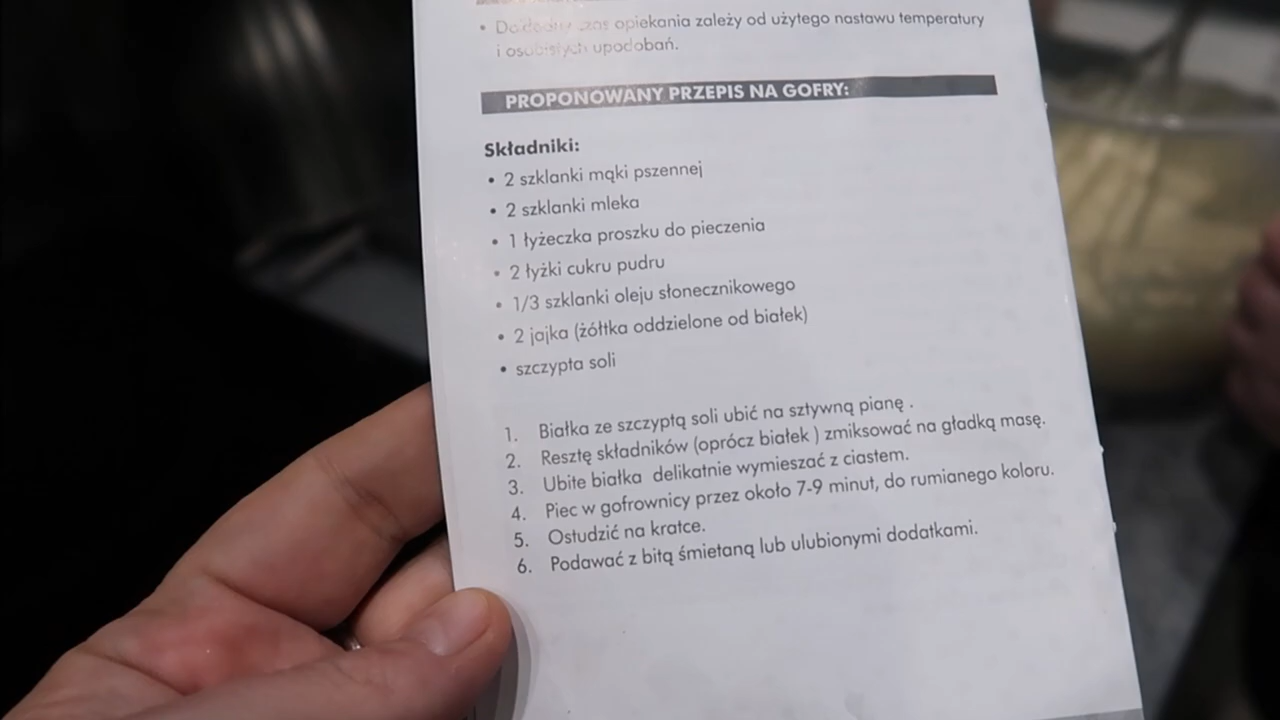 • Dokładny czas opiekania zależy od użytego nastawu temperatury
i osobistych upodobań.
PROPONOWANY PRZEPIS NA GOFRY:
Składniki:
• 2 szklanki mąki pszennej
• 2 szklanki mleka
• 1 łyżeczka proszku do pieczenia
• 2 łyżki cukru pudru
• 1/3 szklanki oleju słonecznikowego
• 2 jajka (żółtka oddzielone od białek)
• szczypta soli
1. Białka ze szczyptą soli ubić na sztywną pianę .
2. Resztę składników (oprócz białek ) zmiksować na gładką masę.
3. Ubite białka delikatnie wymieszać z ciastem.
4. Piec w gofrownicy przez około 7-9 minut, do rumianego koloru.
5. Ostudzić na kratce.
6. Podawać z bitą śmietaną lub ulubionymi dodatkami.